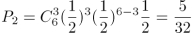 $P_2 = C_6^3(\frac{1}{2})^3(\frac{1}{2})^{6-3}\frac{1}{2} = \frac{5}{32}$